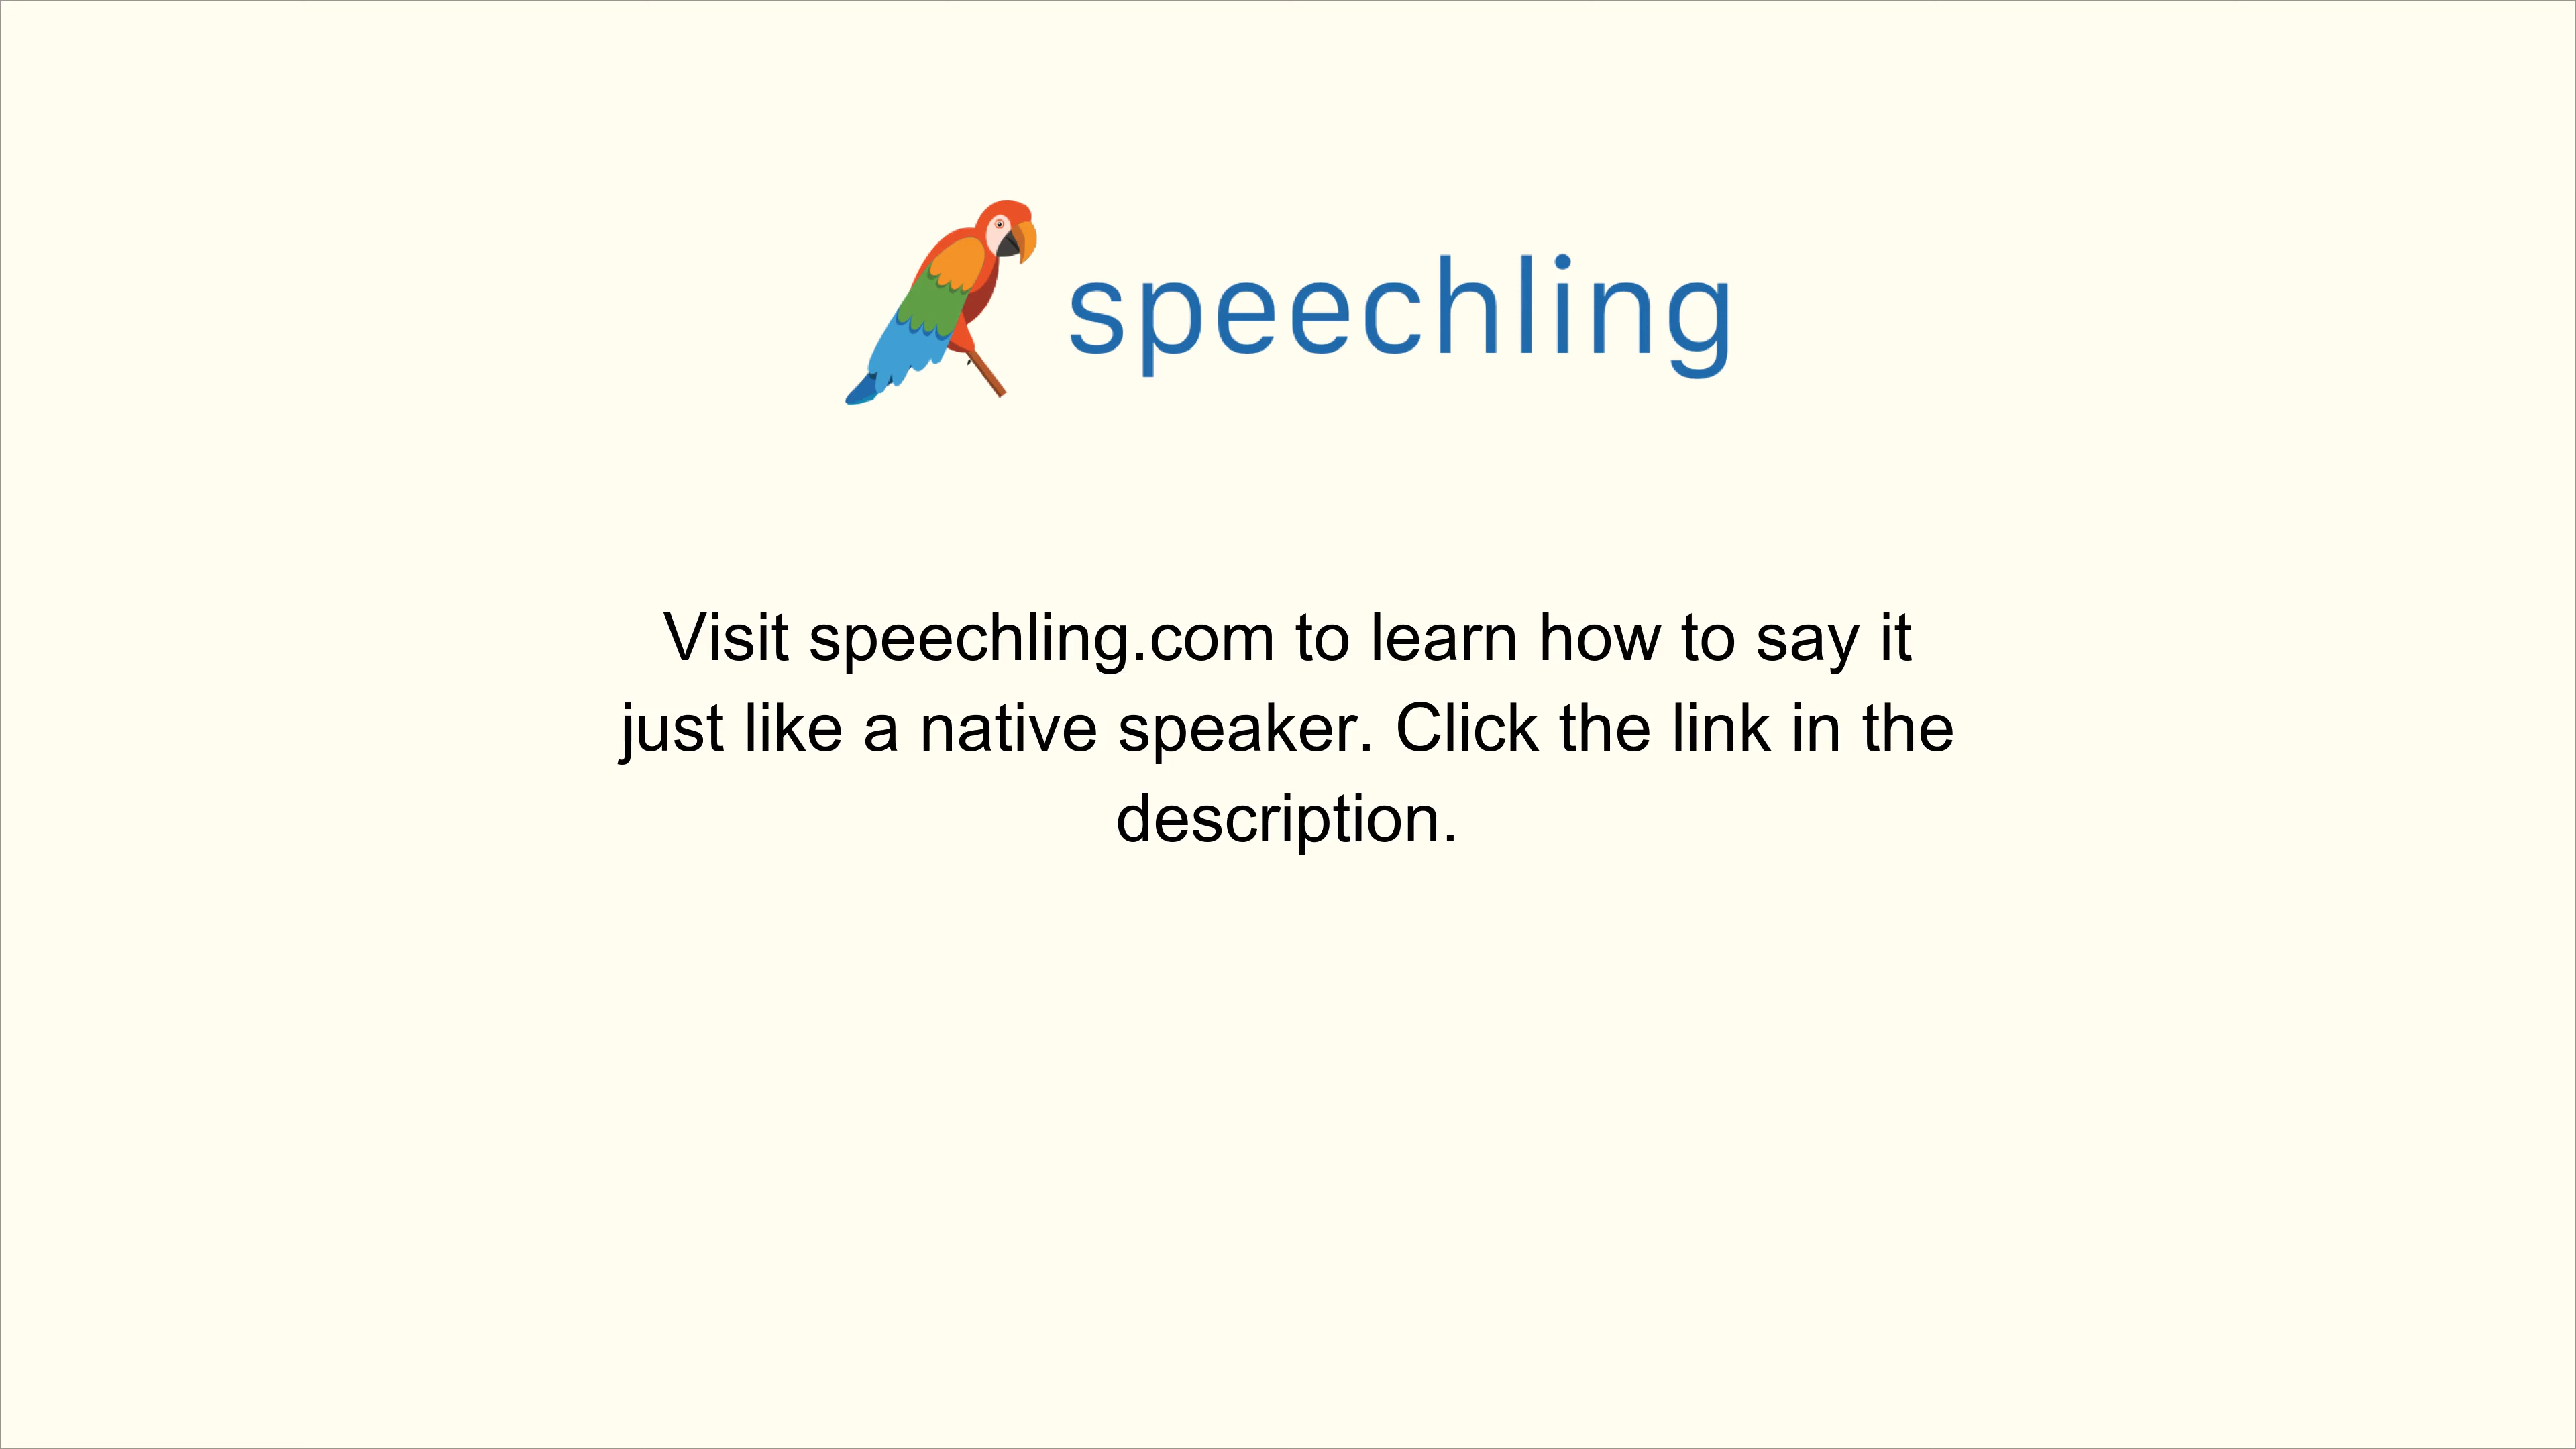 speechling
Visit speechling.com to learn how to say it
just like a native speaker. Click the link in the
description.